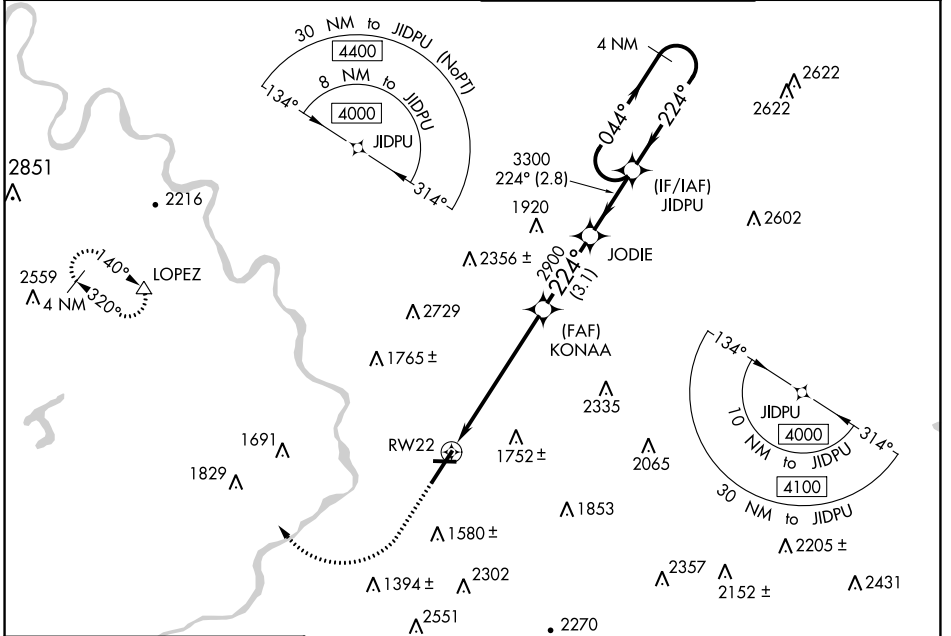 30 NM to JIDPU (NoPT)
4400
8 NM to JIDPU
4000
134°
JIDPU
314°
4 NM
044°
224°
2622
2622
3300
224° (2.8)
(IF/IAF)
JIDPU
2851
2216
1920
2602
JODIE
2356 ±
2900
224°
(3.1)
140°
LOPEZ
2559
4 NM
320°
2729
(FAF)
KONAA
1765 ±
134°
2335
JIDPU
4000
10 NM to JIDPU
314°
4100
30 NM to JIDPU
RW22
1691
1752 ±
2065
1829
1853
1580 ±
2205 ±
1394 ±
2302
2357
2152 ±
2431
2551
2270